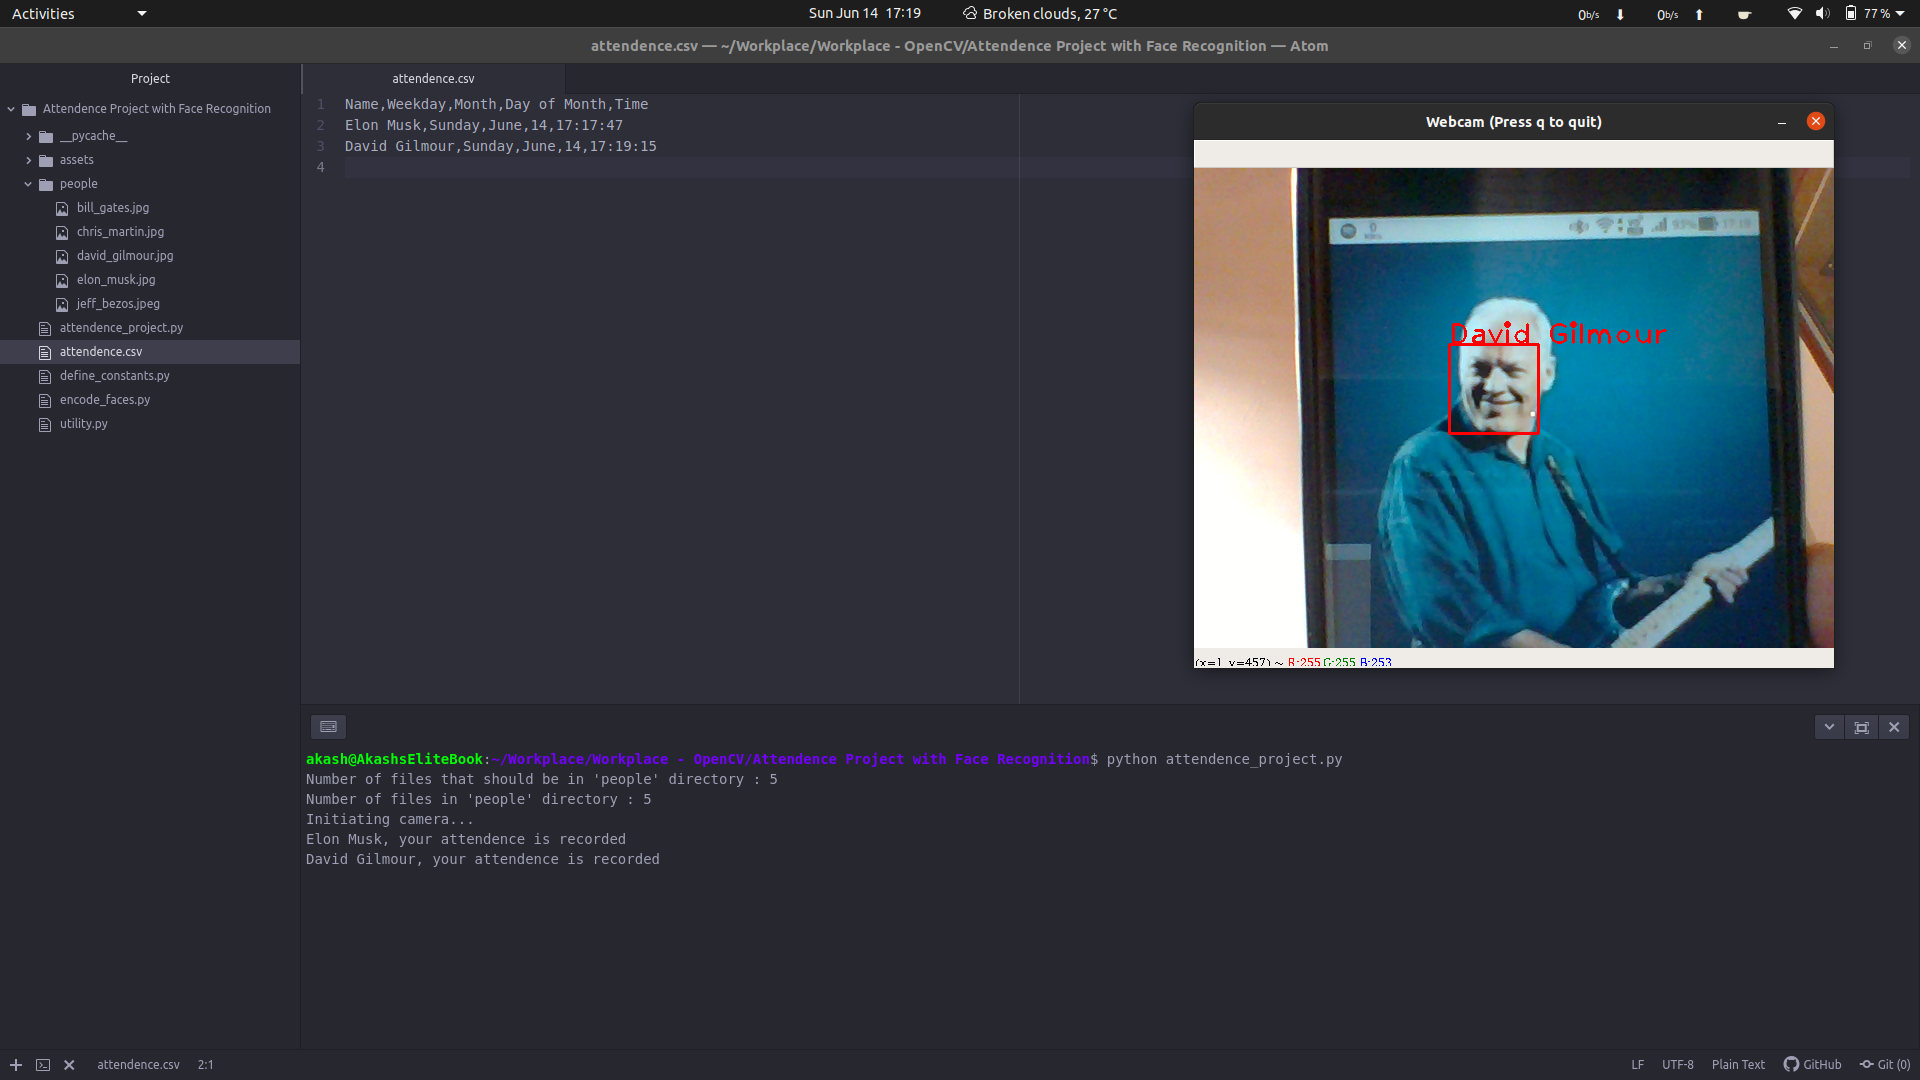 Activities
Sun Jun 14 17:19
Broken clouds, 27 °C
0b/s
0b/s
77 %
attendence.csv — ~/Workplace/Workplace - OpenCV/Attendence Project with Face Recognition — Atom
Project
attendence.csv
Attendence Project with Face Recognition
__pycache__
assets
people
bill_gates.jpg
chris_martin.jpg
david_gilmour.jpg
elon_musk.jpg
jeff_bezos.jpeg
attendence_project.py
attendence.csv
define_constants.py
encode_faces.py
utility.py
1 Name,Weekday,Month,Day of Month,Time
2 Elon Musk,Sunday,June,14,17:17:47
3 David Gilmour,Sunday,June,14,17:19:15
4
Webcam (Press q to quit)
David Gilmour
(x=1, y=457) ~ R:255 G:255 B:253
akash@AkashsEliteBook:~/Workplace/Workplace - OpenCV/Attendence Project with Face Recognition$ python attendence_project.py
Number of files that should be in 'people' directory : 5
Number of files in 'people' directory : 5
Initiating camera...
Elon Musk, your attendence is recorded
David Gilmour, your attendence is recorded
attendence.csv 2:1
LF UTF-8 Plain Text GitHub Git (0)